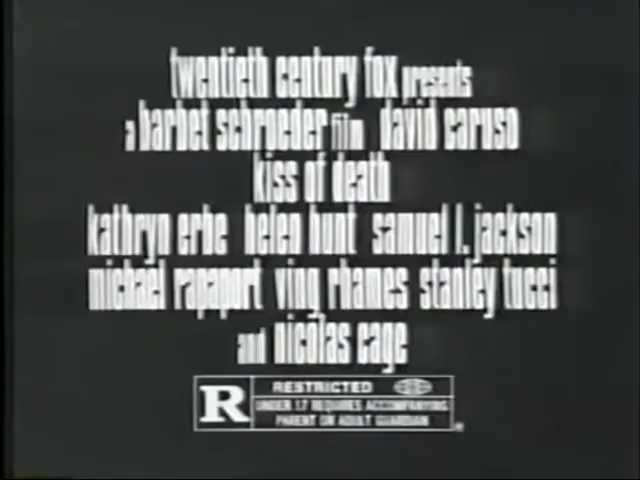 twentieth century fox presents
a barbet schroeder film david caruso
kiss of death
kathryn erbe helen hunt samuel l. jackson
michael rapaport ving rhames stanley tucci
and nicolas cage
R RESTRICTED
UNDER 17 REQUIRES ACCOMPANYING
PARENT OR ADULT GUARDIAN